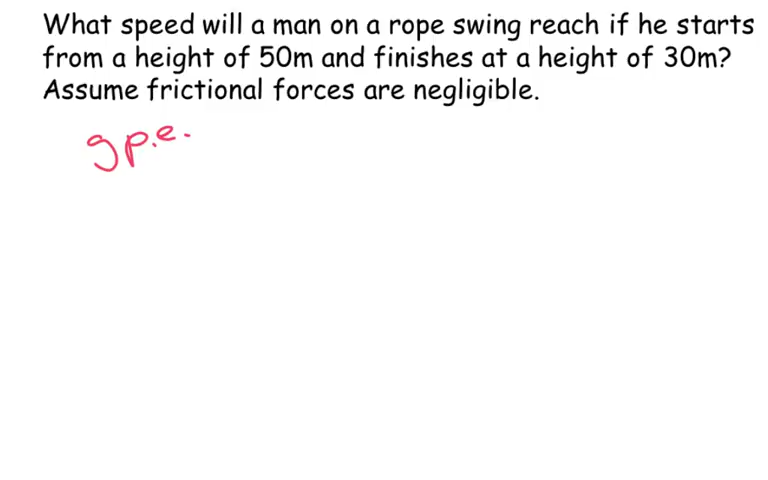 What speed will a man on a rope swing reach if he starts
from a height of 50m and finishes at a height of 30m?
Assume frictional forces are negligible.
gp.e.